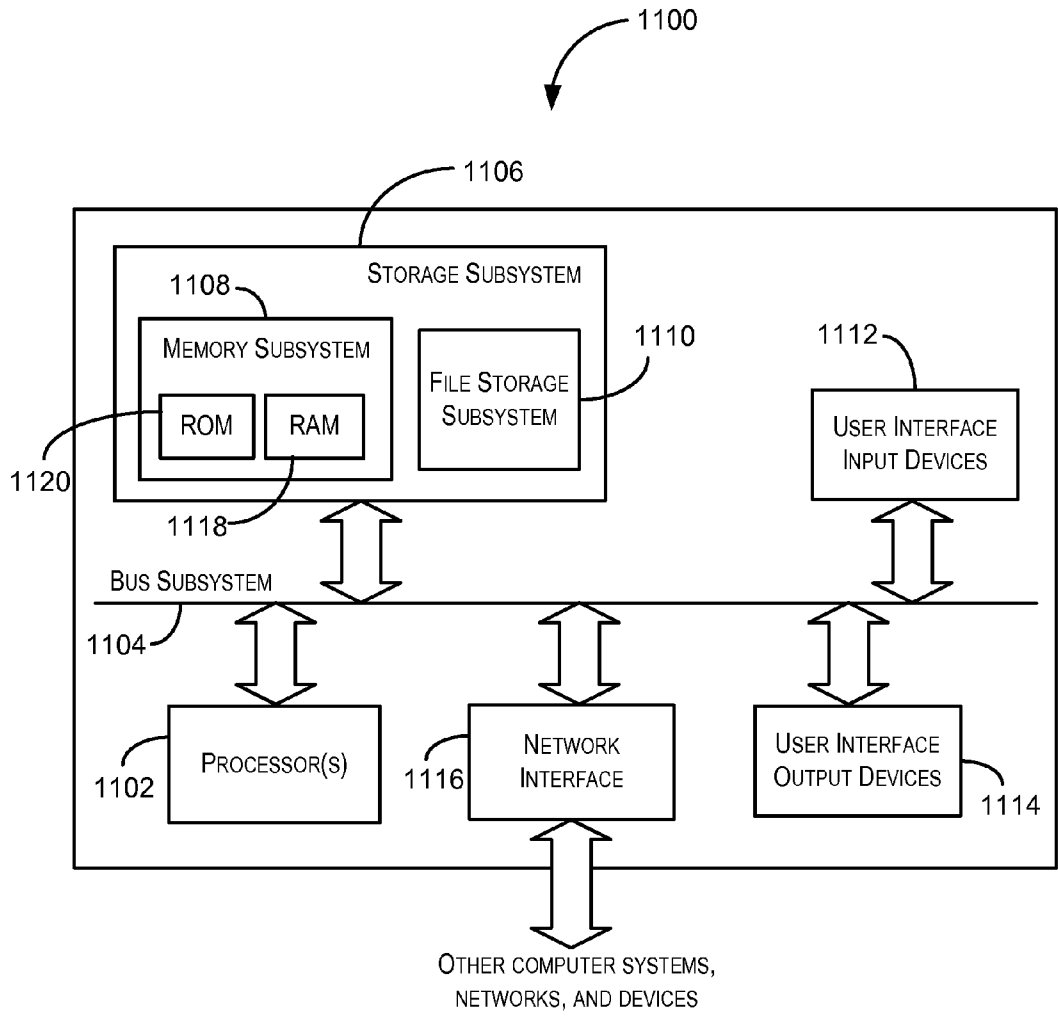 1100
1106
STORAGE SUBSYSTEM
1108
MEMORY SUBSYSTEM
1110
FILE STORAGE
SUBSYSTEM
1112
USER INTERFACE
INPUT DEVICES
ROM
RAM
1120
1118
BUS SUBSYSTEM
1104
PROCESSOR(S)
1102
NETWORK
INTERFACE
1116
USER INTERFACE
OUTPUT DEVICES
1114
OTHER COMPUTER SYSTEMS,
NETWORKS, AND DEVICES